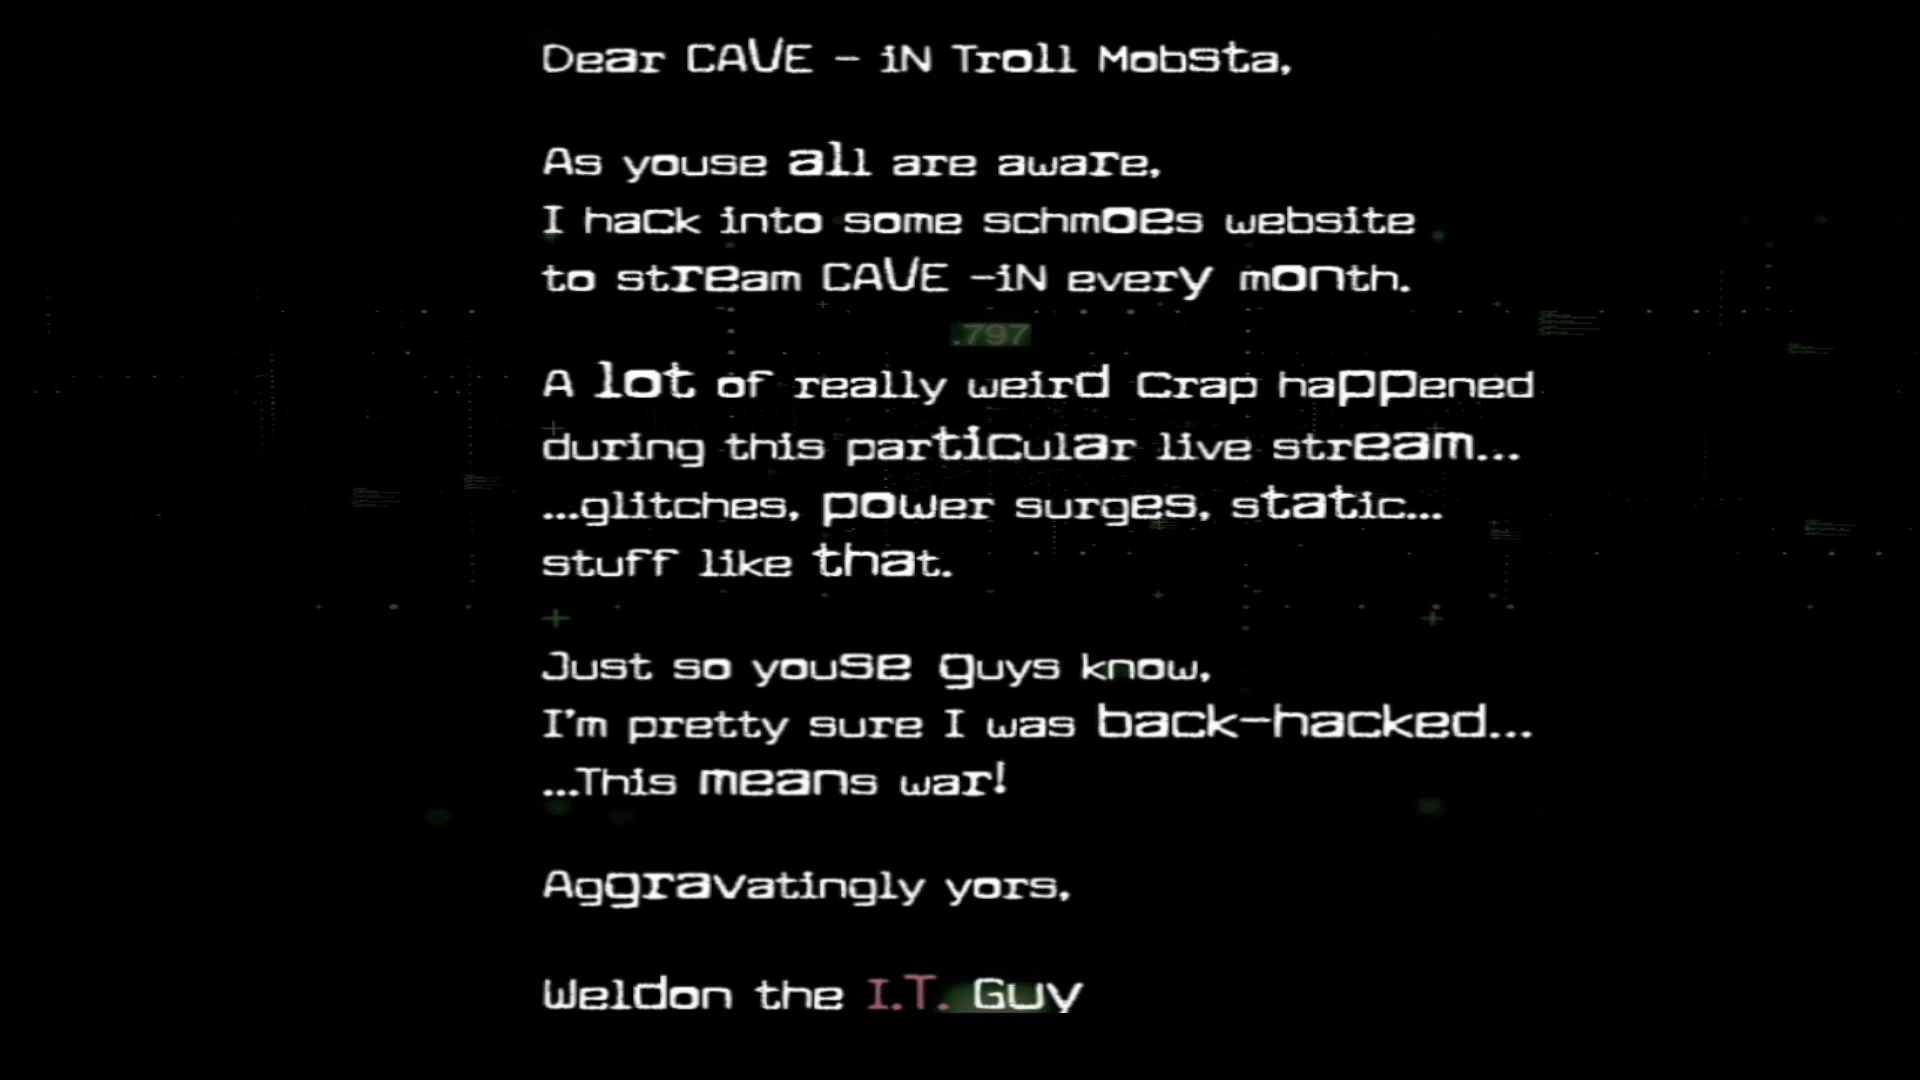 Dear CAVE - iN Troll Mobsta,
As youse all are aware,
I haCk into some schmoes website
to stream CAVE -iN every month.
.797
A lot of really weird Crap happened
during this partiCular live stream...
...glitches, power surges, static...
stuff like that.
Just so youse guys know,
I'm pretty sure I was back-hacked...
...This means war!
Aggravatingly yors,
Weldon the I.T. Guy